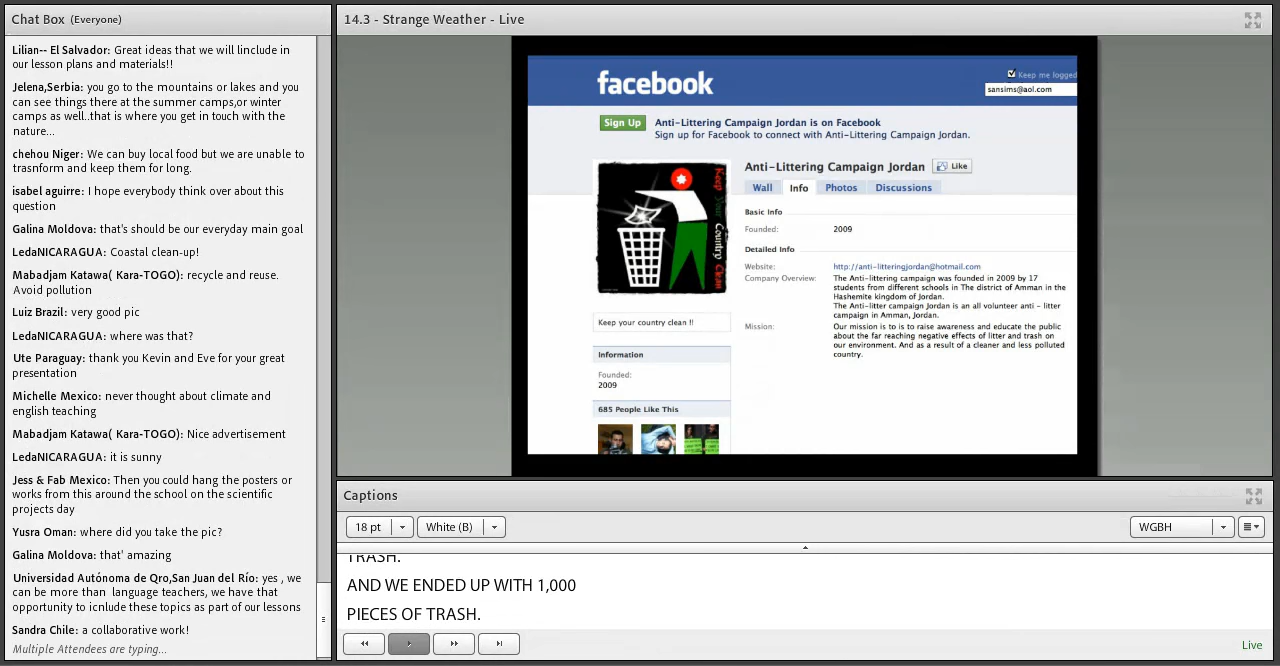 Chat Box (Everyone)
Lilian-- El Salvador: Great ideas that we will linclude in
our lesson plans and materials!!
Jelena,Serbia: you go to the mountains or lakes and you
can see things there at the summer camps,or winter
camps as well..that is where you get in touch with the
nature...
chehou Niger: We can buy local food but we are unable to
trasnform and keep them for long.
isabel aguirre: I hope everybody think over about this
question
Galina Moldova: that's should be our everyday main goal
LedaNICARAGUA: Coastal clean-up!
Mabadjam Katawa( Kara-TOGO): recycle and reuse.
Avoid pollution
Luiz Brazil: very good pic
LedaNICARAGUA: where was that?
Ute Paraguay: thank you Kevin and Eve for your great
presentation
Michelle Mexico: never thought about climate and
english teaching
Mabadjam Katawa( Kara-TOGO): Nice advertisement
LedaNICARAGUA: it is sunny
Jess & Fab Mexico: Then you could hang the posters or
works from this around the school on the scientific
projects day
Yusra Oman: where did you take the pic?
Galina Moldova: that' amazing
Universidad Autónoma de Qro,San Juan del Río: yes , we
can be more than language teachers, we have that
opportunity to icnlude these topics as part of our lessons
Sandra Chile: a collaborative work!
Multiple Attendees are typing...
14.3 - Strange Weather - Live
facebook
Keep me logged
sansims@aol.com
Sign Up
Anti-Littering Campaign Jordan is on Facebook
Sign up for Facebook to connect with Anti-Littering Campaign Jordan.
Keep Your Country Clean
Anti-Littering Campaign Jordan
Like
Wall Info Photos Discussions
Basic Info
Founded: 2009
Detailed Info
Website: http://anti-litteringjordan@hotmail.com
Company Overview: The Anti-littering campaign was founded in 2009 by 17
students from different schools in The district of Amman in the
Hashemite kingdom of Jordan.
The Anti-litter campaign Jordan is an all volunteer anti - litter
campaign in Amman, Jordan.
Mission: Our mission is to is to raise awareness and educate the public
about the far reaching negative effects of litter and trash on
our environment. And as a result of a cleaner and less polluted
country.
Keep your country clean !!
Information
Founded:
2009
685 People Like This
Captions
18 pt White (B) WGBH
TRASH.
AND WE ENDED UP WITH 1,000
PIECES OF TRASH.
Live